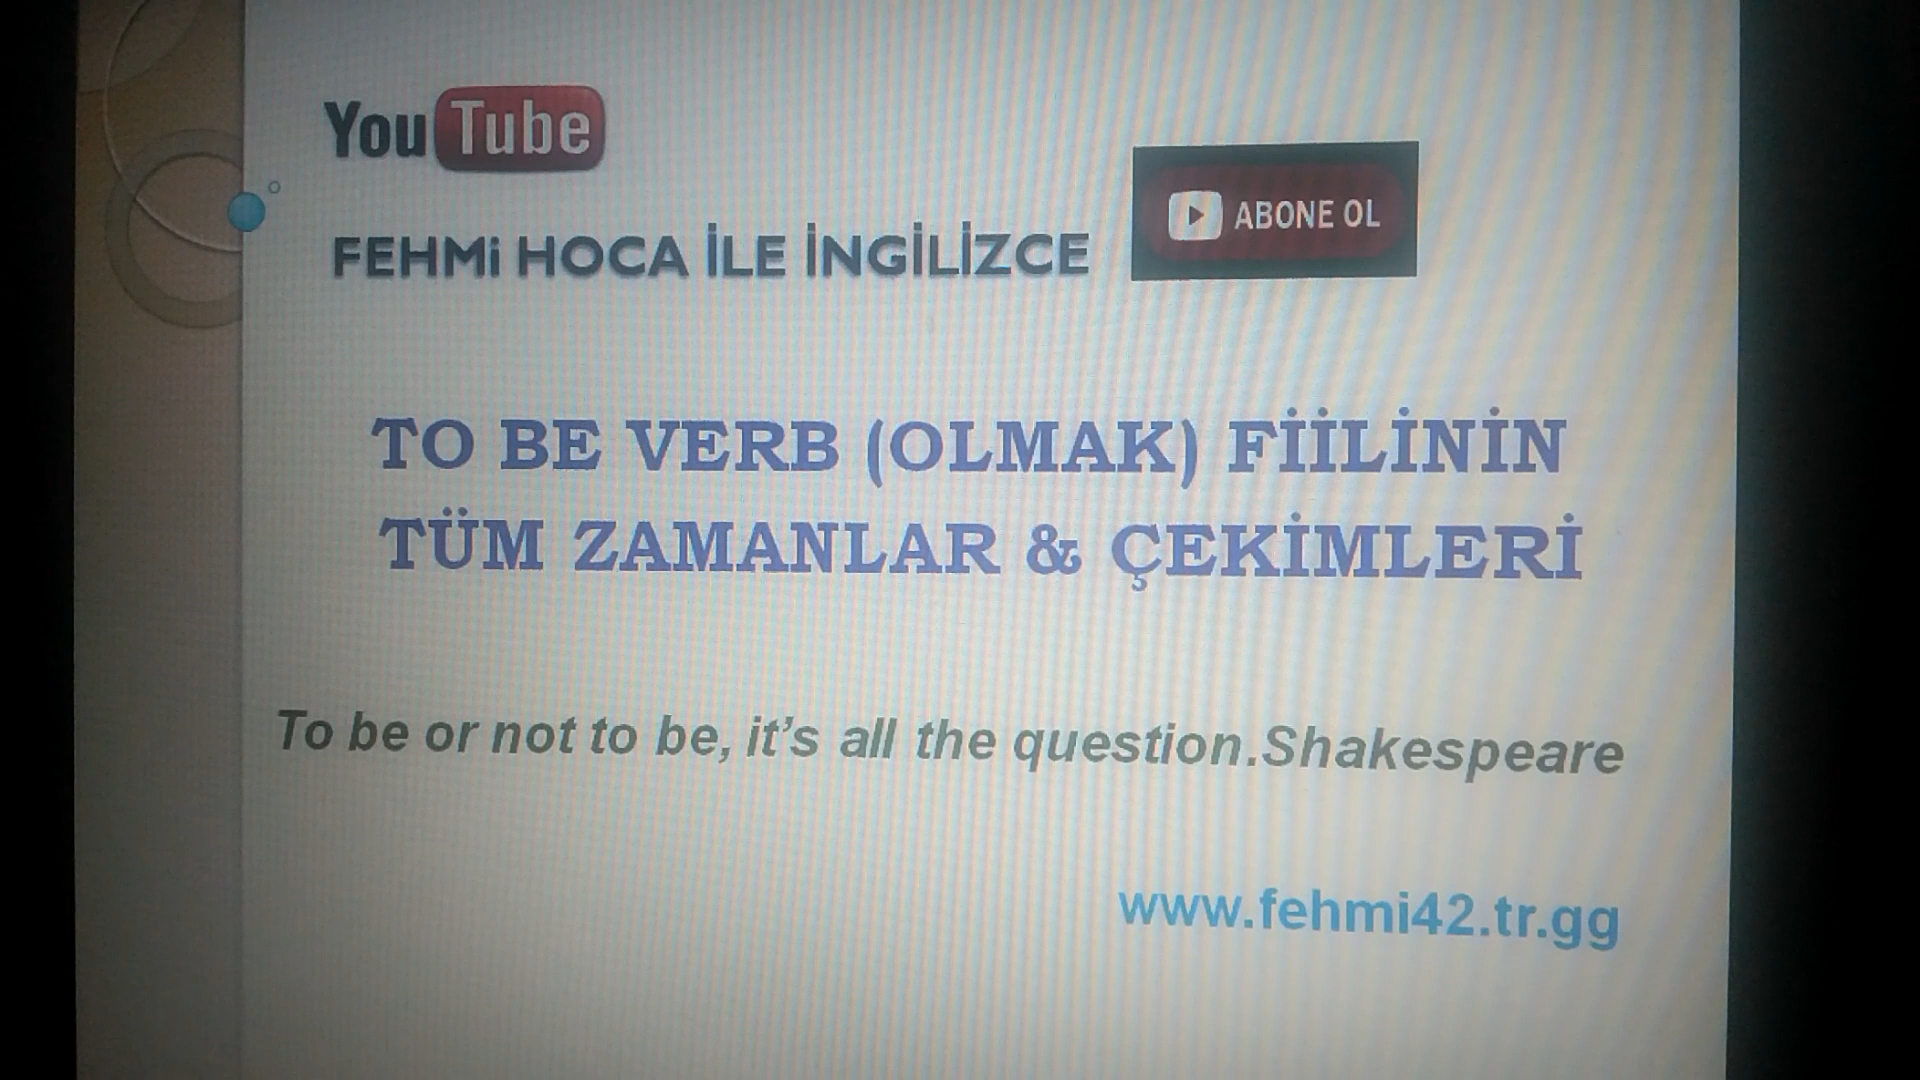 YouTube
ABONE OL
FEHMi HOCA İLE İNGİLİZCE
TO BE VERB (OLMAK) FİİLİNİN
TÜM ZAMANLAR & ÇEKİMLERİ
To be or not to be, it's all the question.Shakespeare
www.fehmi42.tr.gg